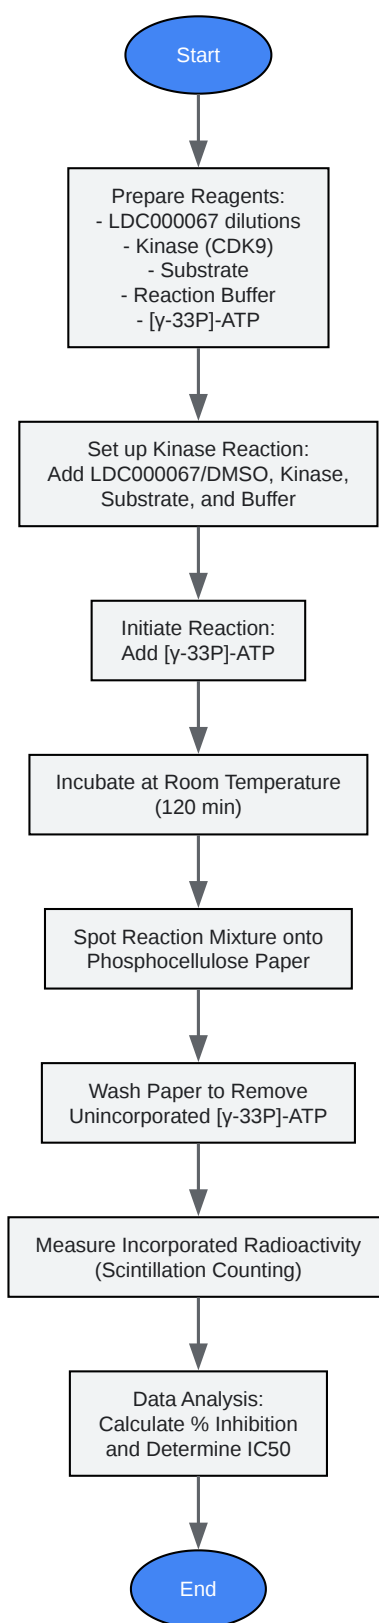 Start
Prepare Reagents:
- LDC000067 dilutions
- Kinase (CDK9)
- Substrate
- Reaction Buffer
- [γ-33P]-ATP
Set up Kinase Reaction:
Add LDC000067/DMSO, Kinase,
Substrate, and Buffer
Initiate Reaction:
Add [γ-33P]-ATP
Incubate at Room Temperature
(120 min)
Spot Reaction Mixture onto
Phosphocellulose Paper
Wash Paper to Remove
Unincorporated [γ-33P]-ATP
Measure Incorporated Radioactivity
(Scintillation Counting)
Data Analysis:
Calculate % Inhibition
and Determine IC50
End